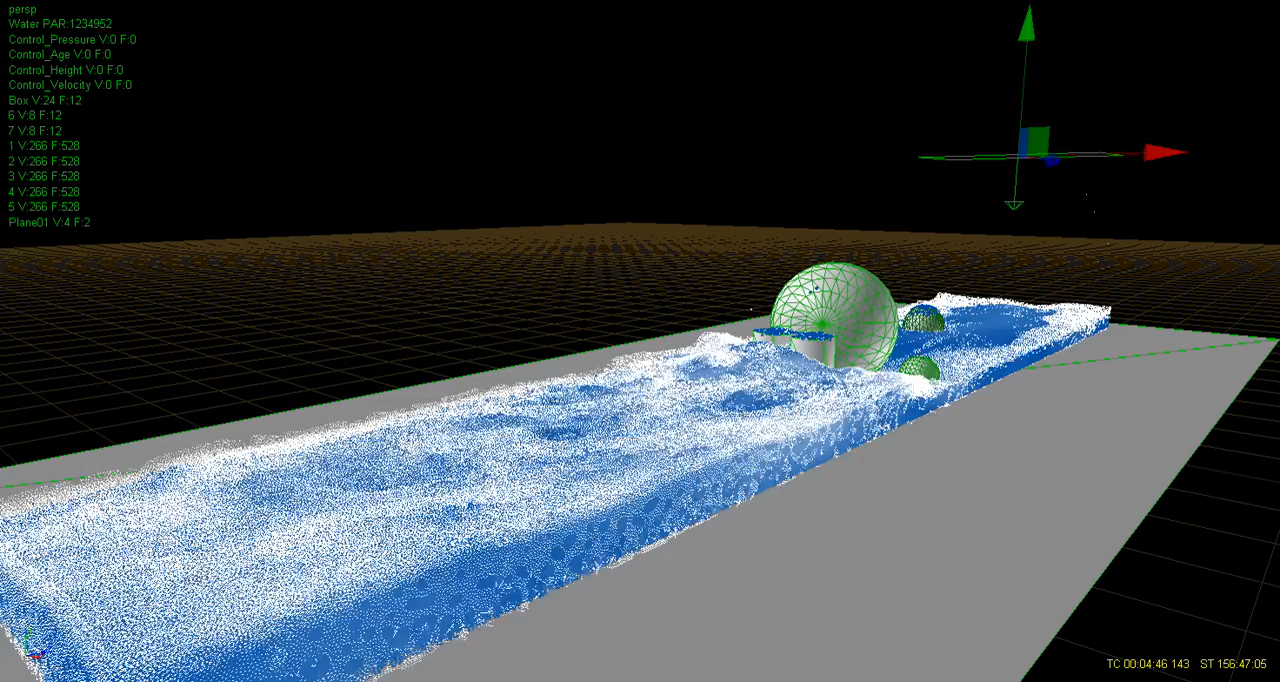 persp
Water PAR:1234952
Control_Pressure V:0 F:0
Control_Age V:0 F:0
Control_Height V:0 F:0
Control_Velocity V:0 F:0
Box V:24 F:12
6 V:8 F:12
7 V:8 F:12
1 V:266 F:528
2 V:266 F:528
3 V:266 F:528
4 V:266 F:528
5 V:266 F:528
Plane01 V:4 F:2
TC 00:04:46 143 ST 156:47:05